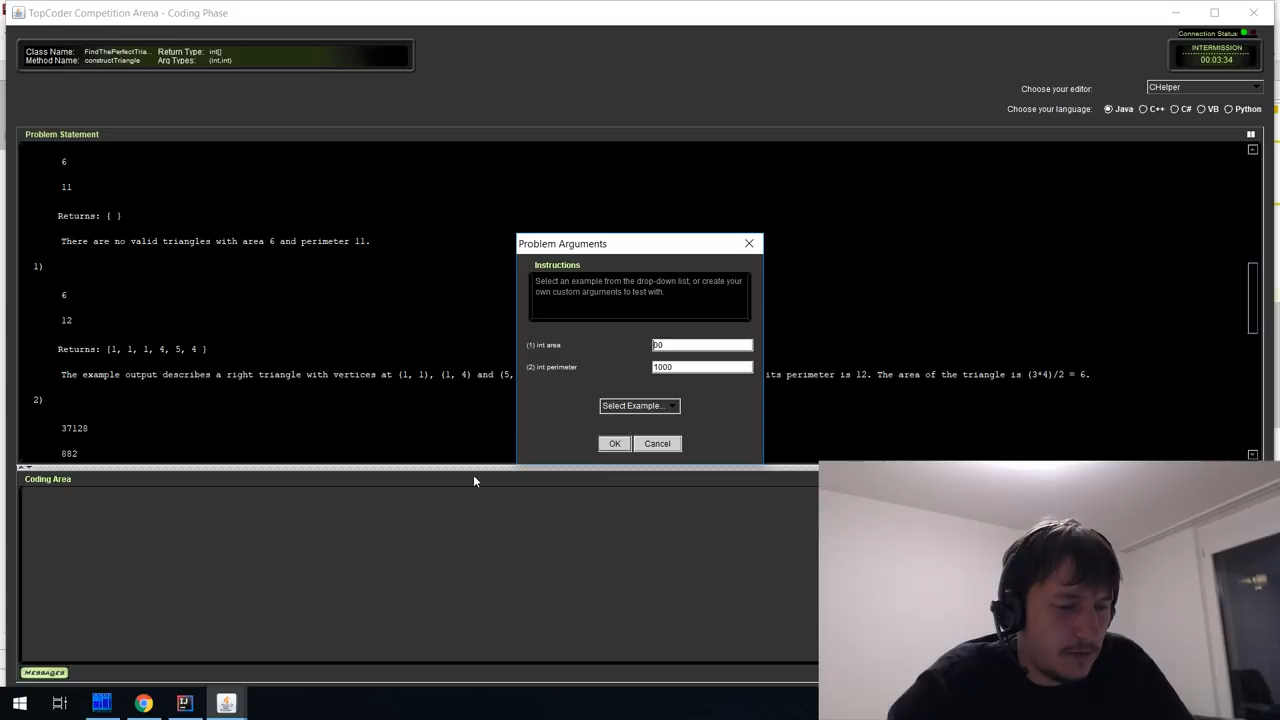 TopCoder Competition Arena - Coding Phase
Connection Status
Class Name: FindThePerfectTria... Return Type: int[]
Method Name: constructTriangle Arg Types: (int,int)
INTERMISSION
00:03:34
Choose your editor: CHelper
Choose your language: Java C++ C# VB Python
Problem Statement
6
11
Returns: { }
There are no valid triangles with area 6 and perimeter 11.
1)
6
12
Returns: {1, 1, 1, 4, 5, 4 }
The example output describes a right triangle with vertices at (1, 1), (1, 4) and (5, its perimeter is 12. The area of the triangle is (3*4)/2 = 6.
2)
37128
882
Problem Arguments
Instructions
Select an example from the drop-down list, or create your
own custom arguments to test with.
(1) int area 00
(2) int perimeter 1000
Select Example...
OK Cancel
Coding Area
MESSAGES